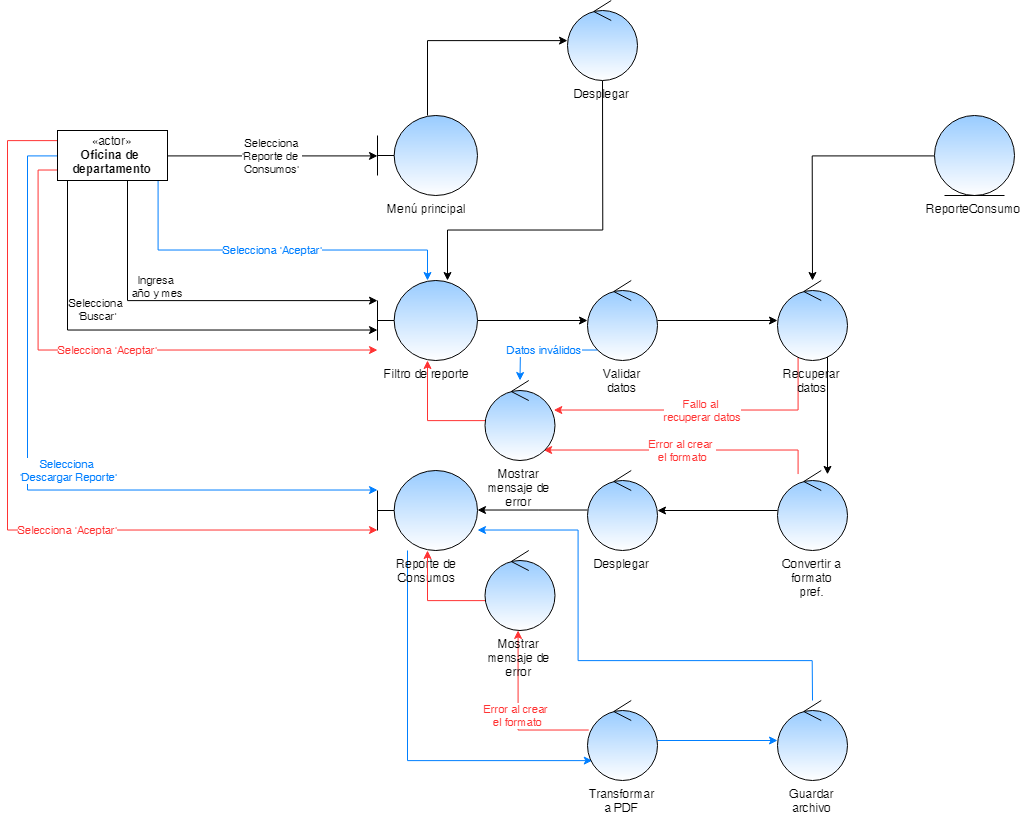 Desplegar
«actor»
Oficina de
departamento
Selecciona
'Reporte de
Consumos'
Menú principal
ReporteConsumo
Selecciona 'Aceptar'
Ingresa
año y mes
Selecciona
'Buscar'
Selecciona 'Aceptar'
Filtro de reporte
Datos inválidos
Validar
datos
Recuperar
datos
Fallo al
recuperar datos
Error al crear
el formato
Selecciona
'Descargar Reporte'
Mostrar
mensaje de
error
Selecciona 'Aceptar'
Reporte de
Consumos
Desplegar
Convertir a
formato
pref.
Mostrar
mensaje de
error
Error al crear
el formato
Transformar
a PDF
Guardar
archivo